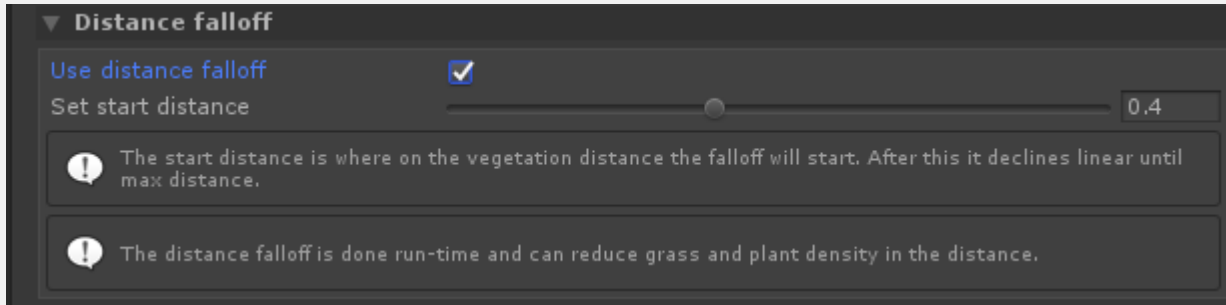 Distance falloff
Use distance falloff
Set start distance 0.4
The start distance is where on the vegetation distance the falloff will start. After this it declines linear until
max distance.
The distance falloff is done run-time and can reduce grass and plant density in the distance.